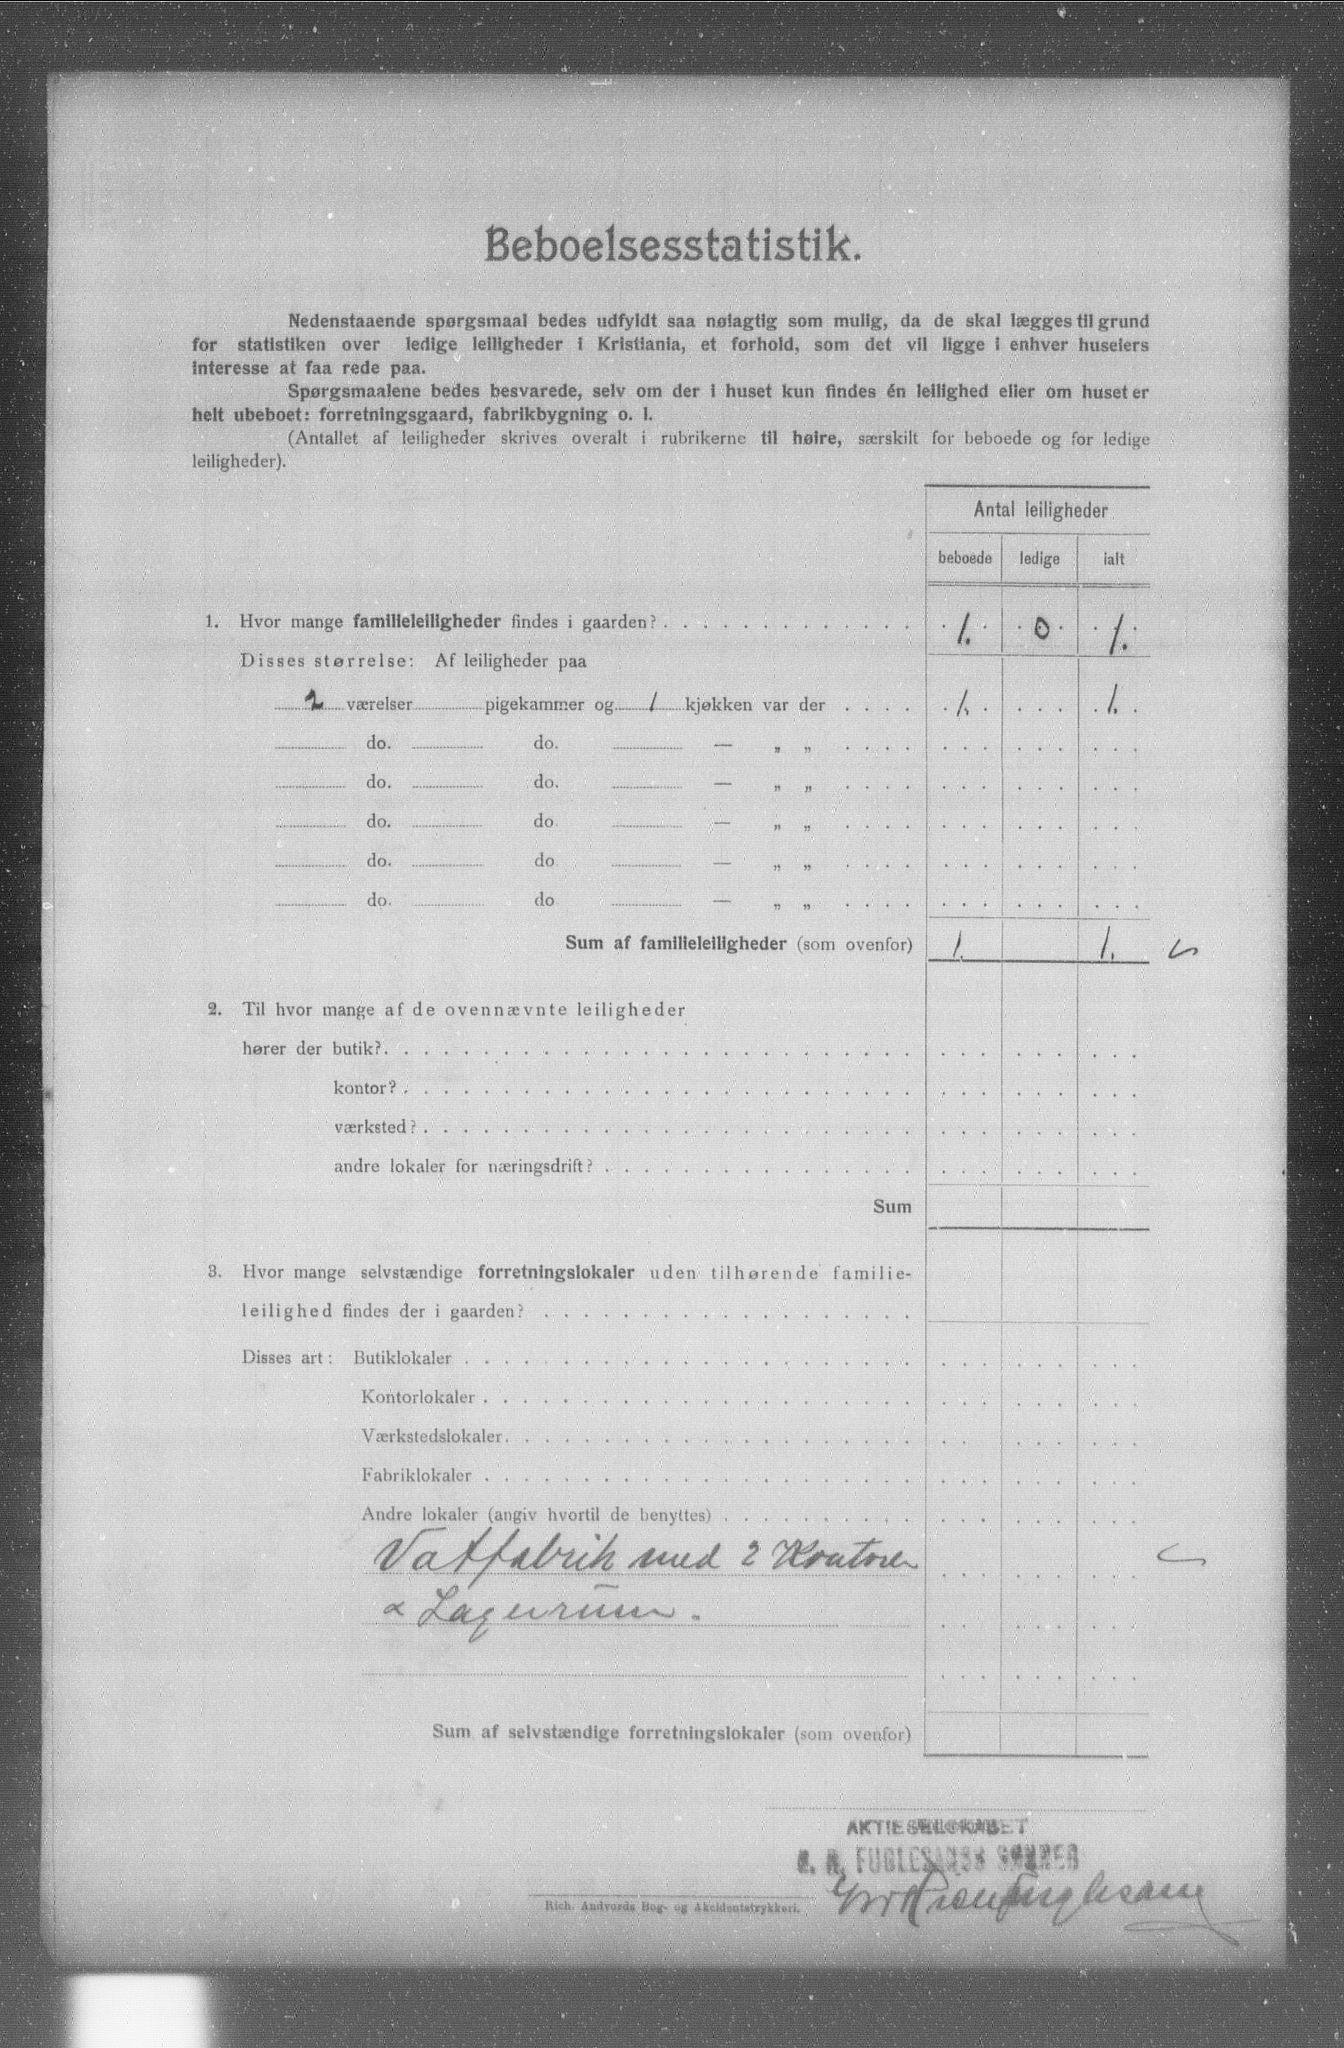 Beboelsesstatistik.
Nedenstaaende spørgsmaal bedes udfyldt saa nøiagtig som mulig, da de skal lægges til grund
for statistiken over ledige leiligheder i Kristiania, et forhold, som det vil ligge i enhver huseiers
interesse at faa rede paa.
Spørgsmaalene bedes besvarede, selv om der i huset kun findes én leilighed eller om huset er
helt ubeboet: forretningsgaard, fabrikbygning o. l.
(Antallet af leiligheder skrives overalt i rubrikerne til høire, særskilt for beboede og for ledige
leiligheder).
Antal leiligheder
beboede ledige ialt
1. Hvor mange familieleiligheder findes i gaarden? 1. 0 1.
Disses størrelse: Af leiligheder paa
2 værelser pigekammer og 1 kjøkken var der 1. 1.
do. do. — „ „
do. do. — „ „
do. do — „ „
do. do — „ „
do. do — „ „
Sum af familieleiligheder (som ovenfor) 1. 1.
2. Til hvor mange af de ovennævnte leiligheder
hører der butik?
kontor?
værksted?
andre lokaler for næringsdrift?
Sum
3. Hvor mange selvstændige forretningslokaler uden tilhørende familie-
leilighed findes der i gaarden?
Disses art: Butiklokaler
Kontorlokaler
Værkstedslokaler
Fabriklokaler
Andre lokaler (angiv hvortil de benyttes)
Vatfabrik med 2 Kontorer
& Lagerrum.
Sum af selvstændige forretningslokaler (som ovenfor)
AKTIESELSKABET
FUGLESANGS SØNNER
Fuglesang
Rich. Andvords Bog- og Akcidentstrykkeri.